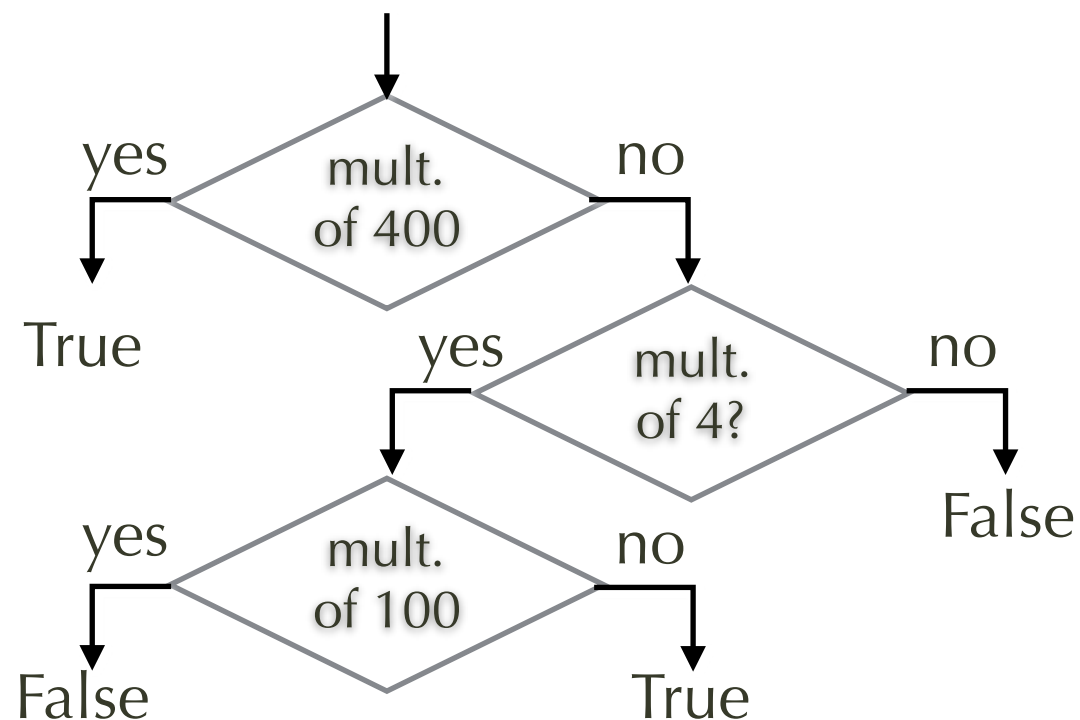 yes
mult.
of 400
no
True
yes
mult.
of 4?
no
False
yes
mult.
of 100
no
False
True